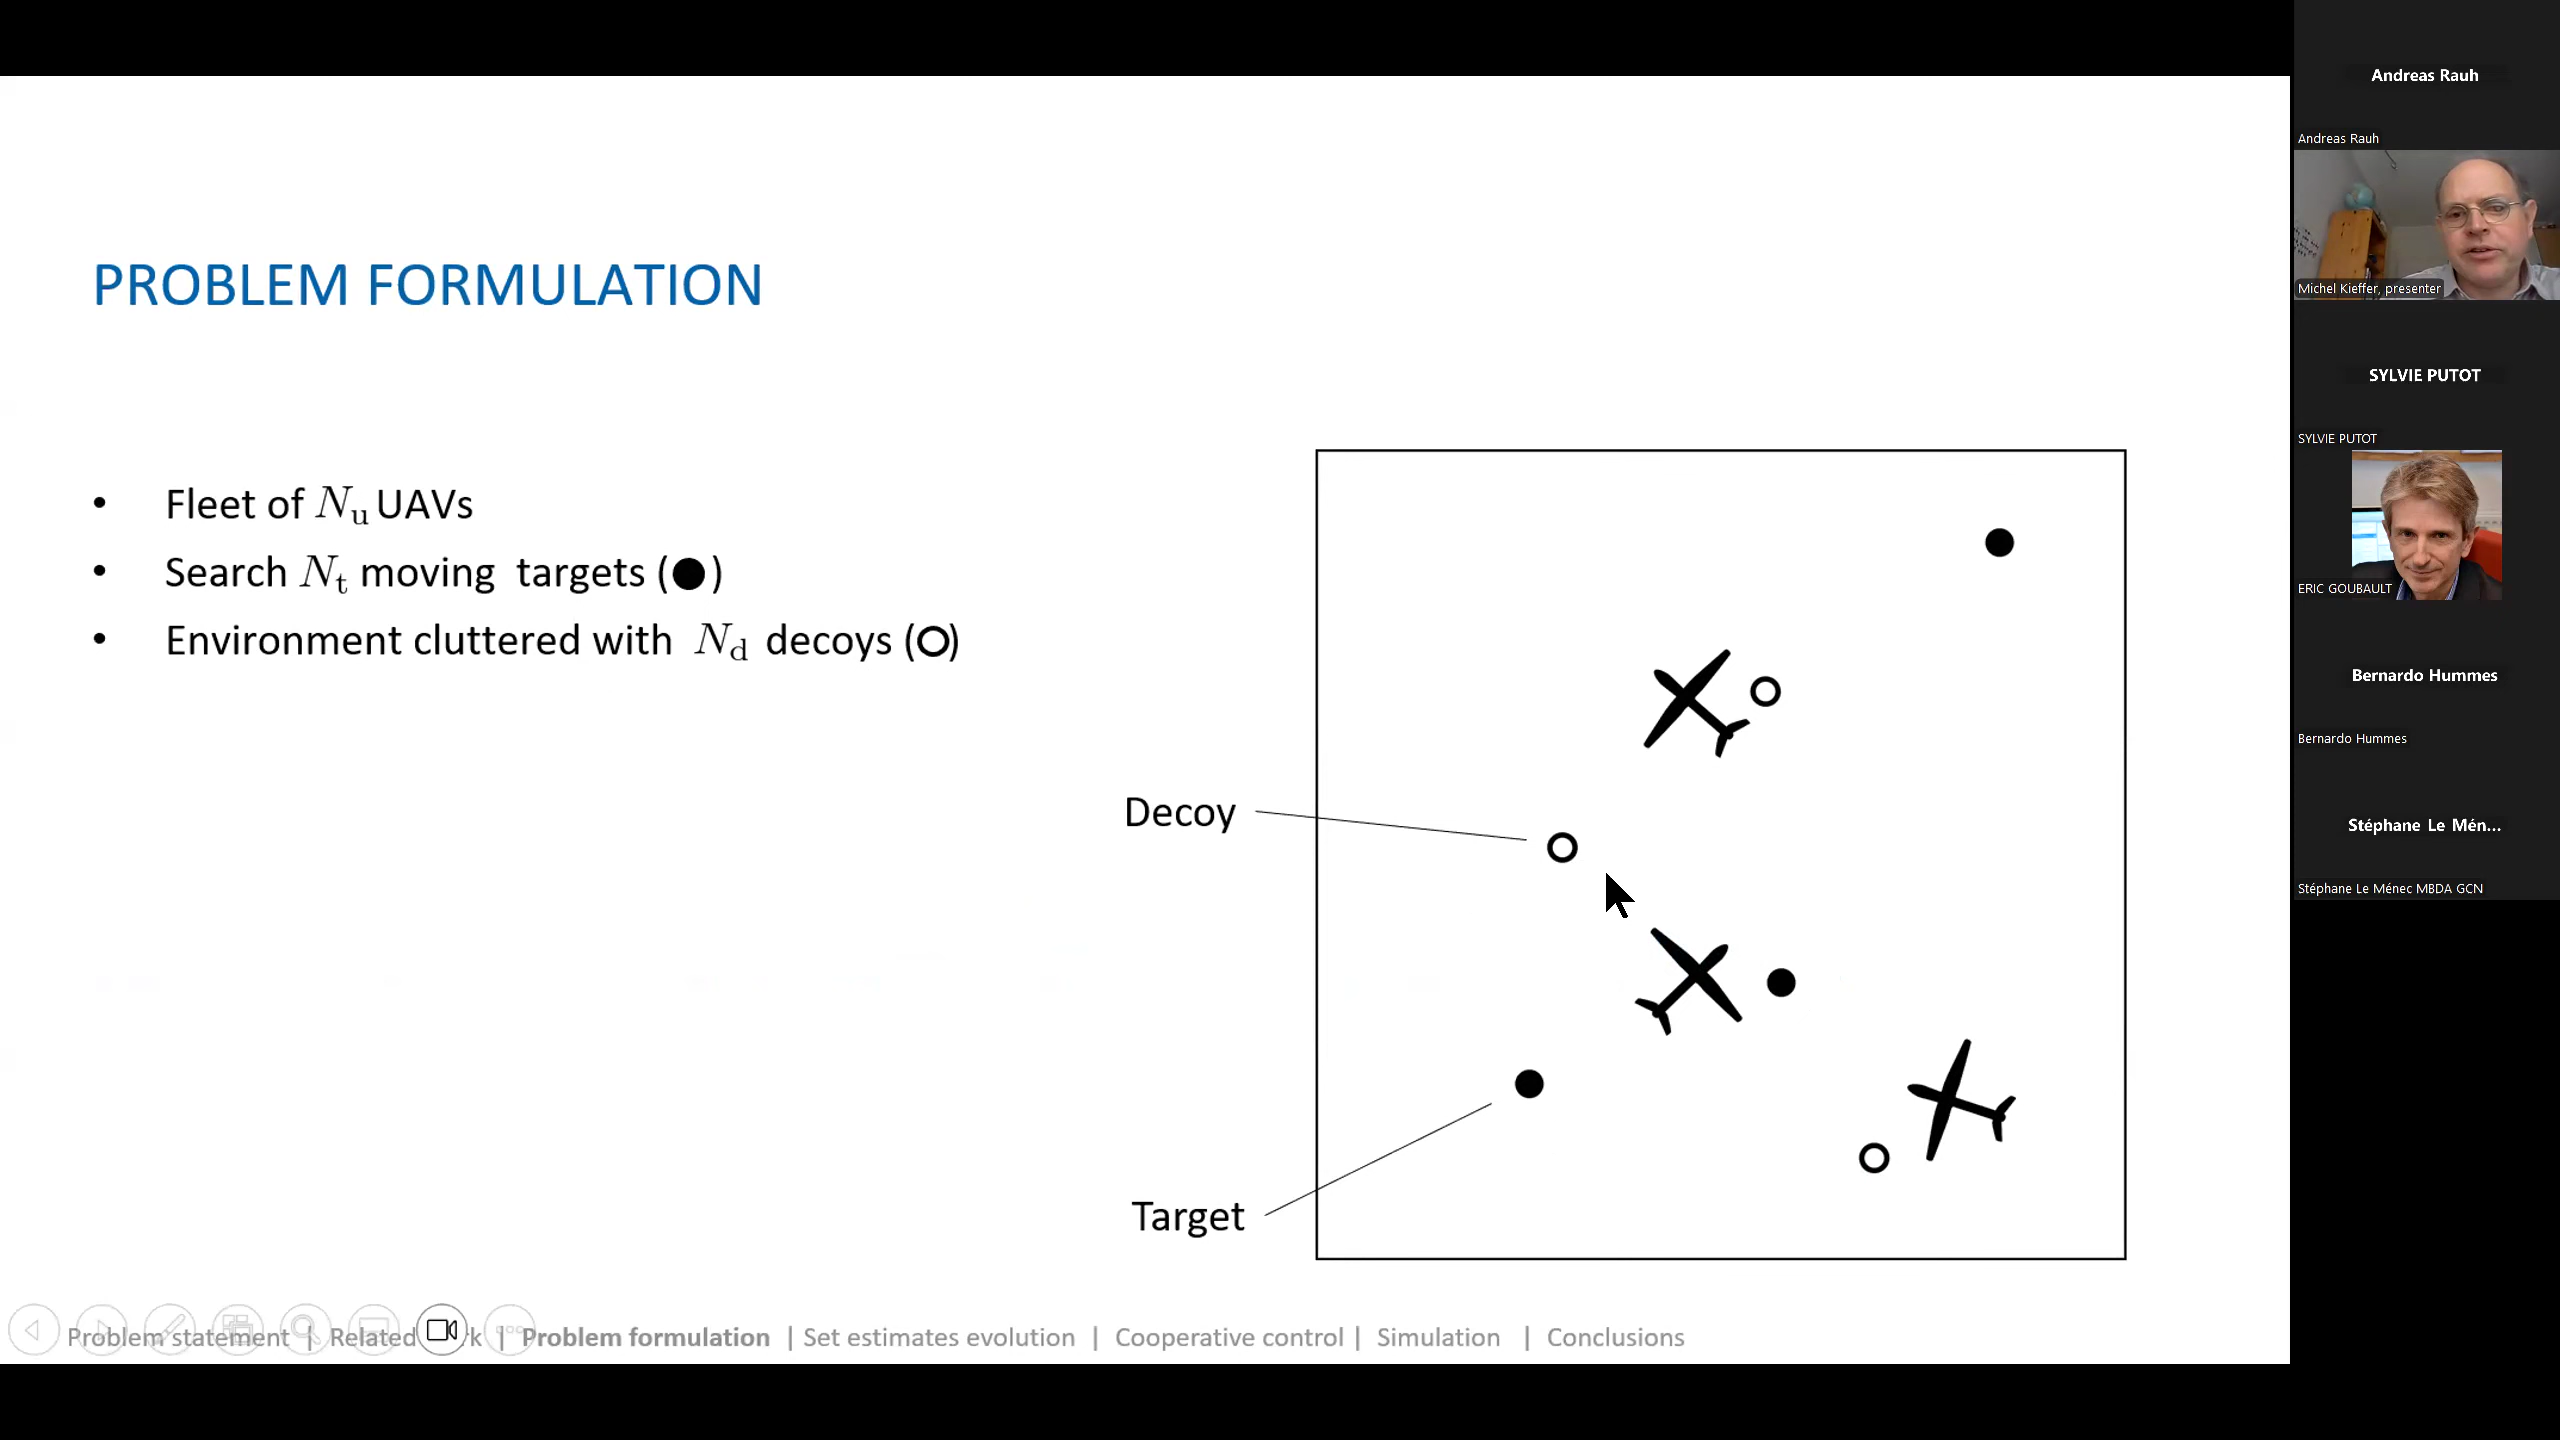 PROBLEM FORMULATION
• Fleet of N_u UAVs
• Search N_t moving targets (●)
• Environment cluttered with N_d decoys (○)
Decoy
Target
Problem statement | Related k | Problem formulation | Set estimates evolution | Cooperative control | Simulation | Conclusions
Andreas Rauh
Andreas Rauh
Michel Kieffer, presenter
SYLVIE PUTOT
SYLVIE PUTOT
ERIC GOUBAULT
Bernardo Hummes
Bernardo Hummes
Stéphane Le Mén...
Stéphane Le Ménec MBDA GCN